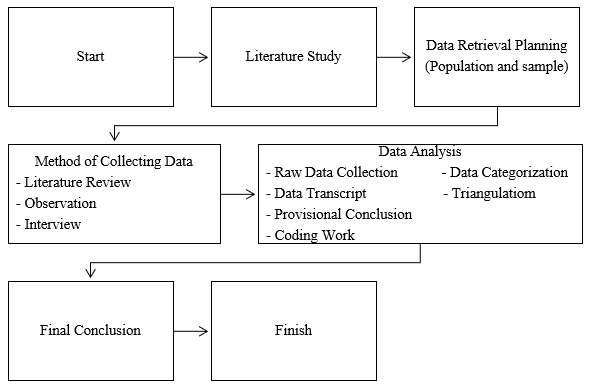 Start
Literature Study
Data Retrieval Planning
(Population and sample)
Method of Collecting Data
- Literature Review
- Observation
- Interview
Data Analysis
- Raw Data Collection - Data Categorization
- Data Transcript - Triangulatiom
- Provisional Conclusion
- Coding Work
Final Conclusion
Finish